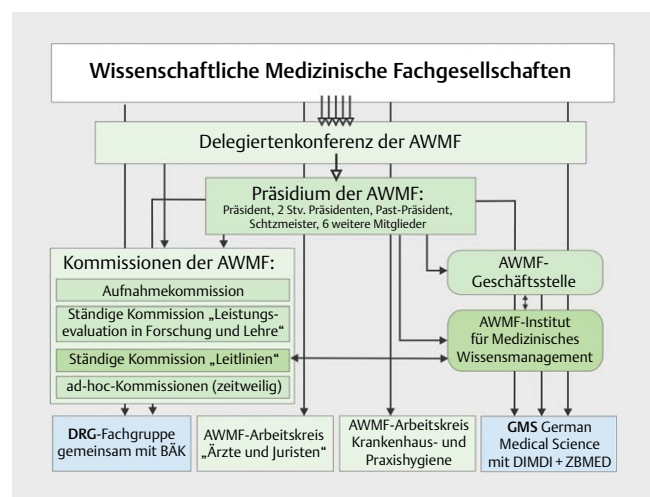 Wissenschaftliche Medizinische Fachgesellschaften
Delegiertenkonferenz der AWMF
Präsidium der AWMF:
Präsident, 2 Stv. Präsidenten, Past-Präsident,
Schtzmeister, 6 weitere Mitglieder
Kommissionen der AWMF:
Aufnahmekommission
Ständige Kommission „Leistungs-
evaluation in Forschung und Lehre“
Ständige Kommission „Leitlinien“
ad-hoc-Kommissionen (zeitweilig)
AWMF-
Geschäftsstelle
AWMF-Institut
für Medizinisches
Wissensmanagement
DRG-Fachgruppe
gemeinsam mit BÄK
AWMF-Arbeitskreis
„Ärzte und Juristen“
AWMF-Arbeitskreis
Krankenhaus- und
Praxishygiene
GMS German
Medical Science
mit DIMDI + ZBMED